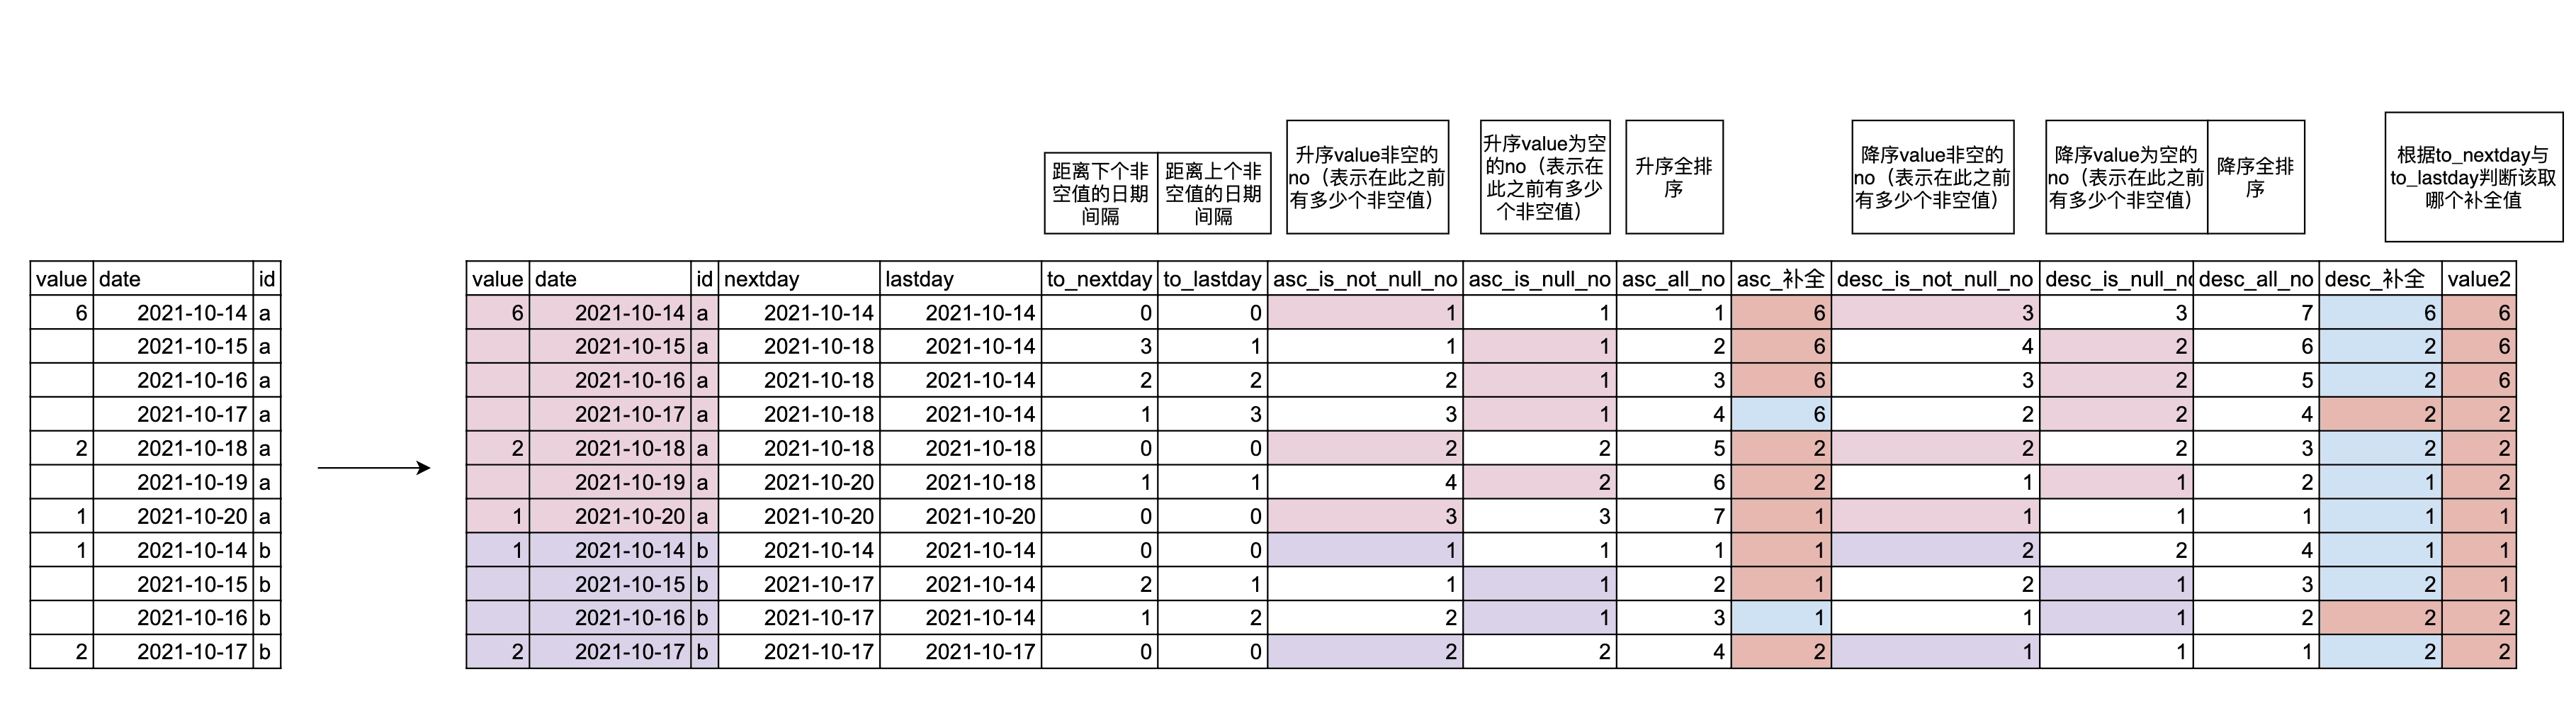 距离下个非
空值的日期
间隔
距离上个非
空值的日期
间隔
升序value非空的
no（表示在此之前
有多少个非空值）
升序value为空
的no（表示在
此之前有多少
个非空值）
升序全排
序
降序value非空的
no（表示在此之前
有多少个非空值）
降序value为空的
no（表示在此之前
有多少个非空值）
降序全排
序
根据to_nextday与
to_lastday判断该取
哪个补全值
value date id
6 2021-10-14 a
2021-10-15 a
2021-10-16 a
2021-10-17 a
2 2021-10-18 a
2021-10-19 a
1 2021-10-20 a
1 2021-10-14 b
2021-10-15 b
2021-10-16 b
2 2021-10-17 b
value date id nextday lastday to_nextday to_lastday asc_is_not_null_no asc_is_null_no asc_all_no asc_补全 desc_is_not_null_no desc_is_null_no desc_all_no desc_补全 value2
6 2021-10-14 a 2021-10-14 2021-10-14 0 0 1 1 1 6 3 3 7 6 6
2021-10-15 a 2021-10-18 2021-10-14 3 1 1 1 2 6 4 2 6 2 6
2021-10-16 a 2021-10-18 2021-10-14 2 2 2 1 3 6 3 2 5 2 6
2021-10-17 a 2021-10-18 2021-10-14 1 3 3 1 4 6 2 2 4 2 2
2 2021-10-18 a 2021-10-18 2021-10-18 0 0 2 2 5 2 2 2 3 2 2
2021-10-19 a 2021-10-20 2021-10-18 1 1 4 2 6 2 1 1 2 1 2
1 2021-10-20 a 2021-10-20 2021-10-20 0 0 3 3 7 1 1 1 1 1 1
1 2021-10-14 b 2021-10-14 2021-10-14 0 0 1 1 1 1 2 2 4 1 1
2021-10-15 b 2021-10-17 2021-10-14 2 1 1 1 2 1 2 1 3 2 1
2021-10-16 b 2021-10-17 2021-10-14 1 2 2 1 3 1 1 1 2 2 2
2 2021-10-17 b 2021-10-17 2021-10-17 0 0 2 2 4 2 1 1 1 2 2